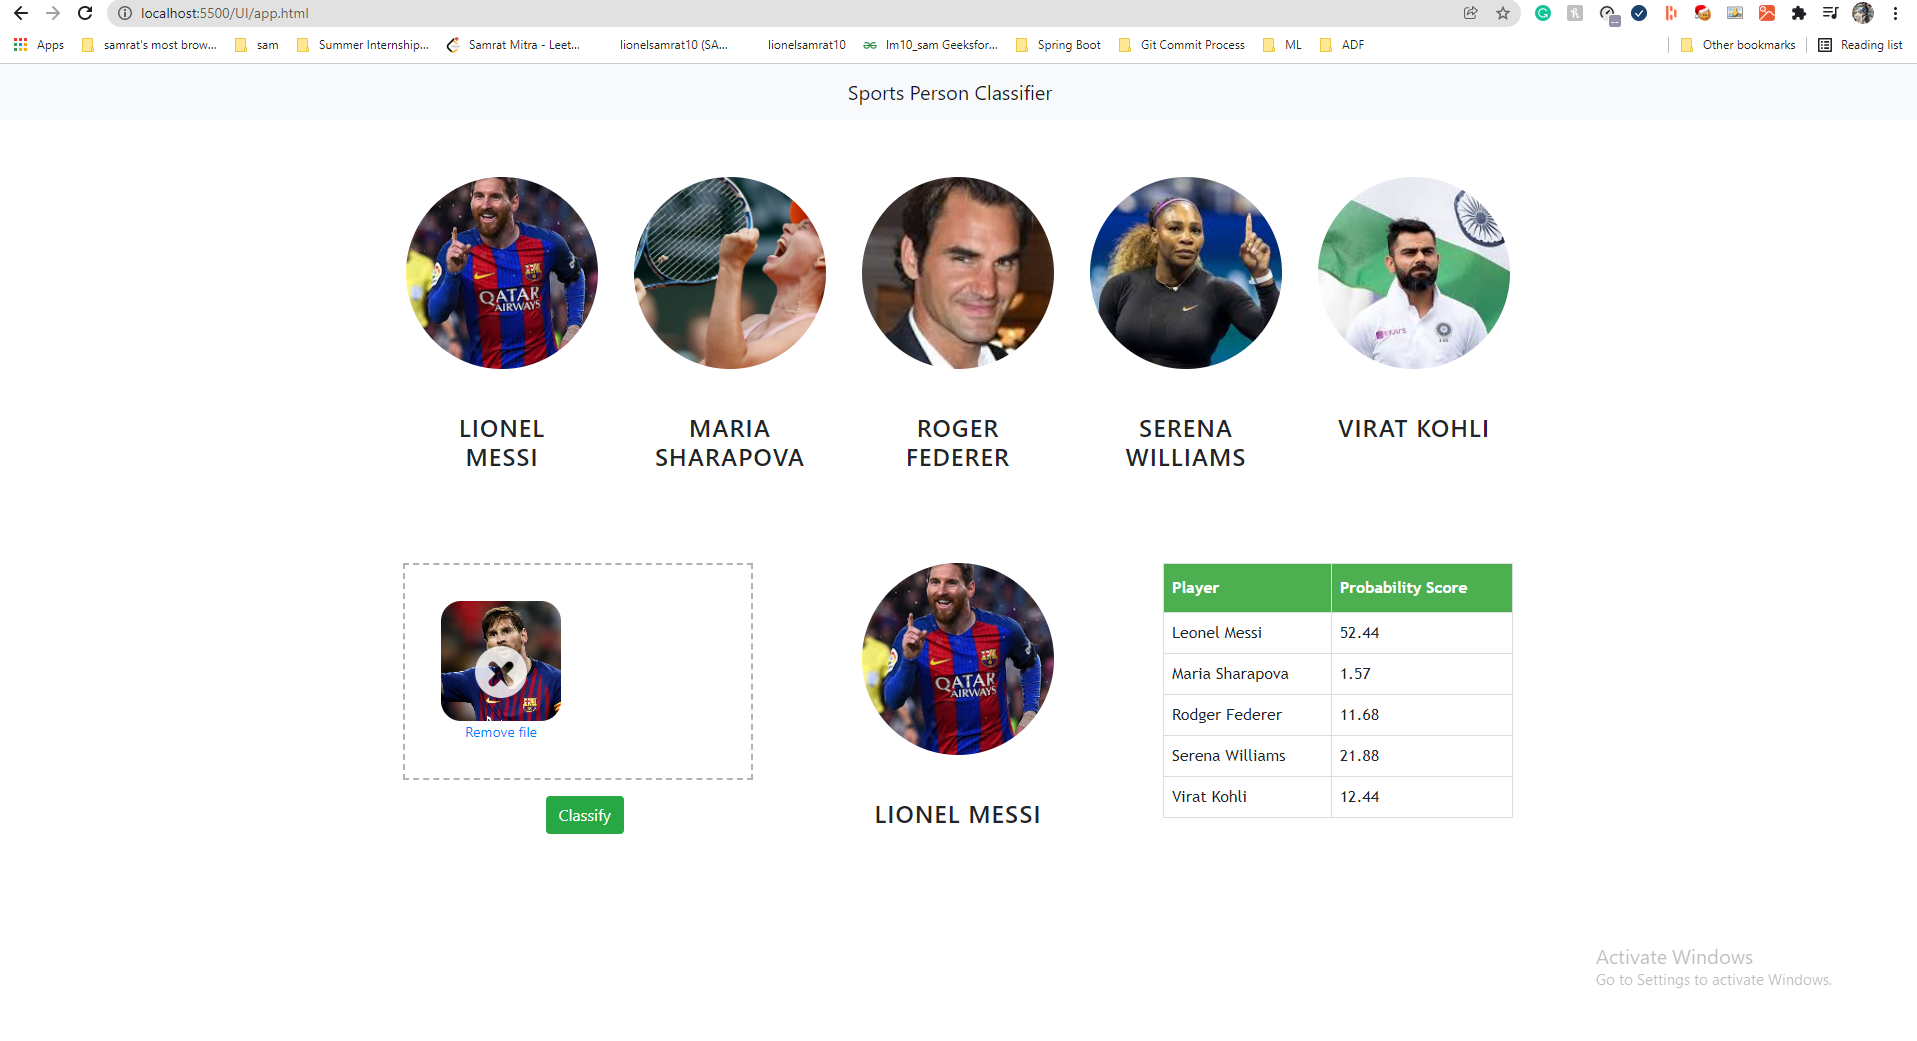 localhost:5500/UI/app.html
Apps
samrat's most brow...
sam
Summer Internship...
Samrat Mitra - Leet...
lionelsamrat10 (SA...
lionelsamrat10
lm10_sam Geeksfor...
Spring Boot
Git Commit Process
ML
ADF
Other bookmarks
Reading list
Sports Person Classifier
QATAR
AIRWAYS
BYJU'S
LIONEL
MESSI
MARIA
SHARAPOVA
ROGER
FEDERER
SERENA
WILLIAMS
VIRAT KOHLI
Remove file
Classify
QATAR
AIRWAYS
LIONEL MESSI
Player Probability Score
Leonel Messi 52.44
Maria Sharapova 1.57
Rodger Federer 11.68
Serena Williams 21.88
Virat Kohli 12.44
Activate Windows
Go to Settings to activate Windows.